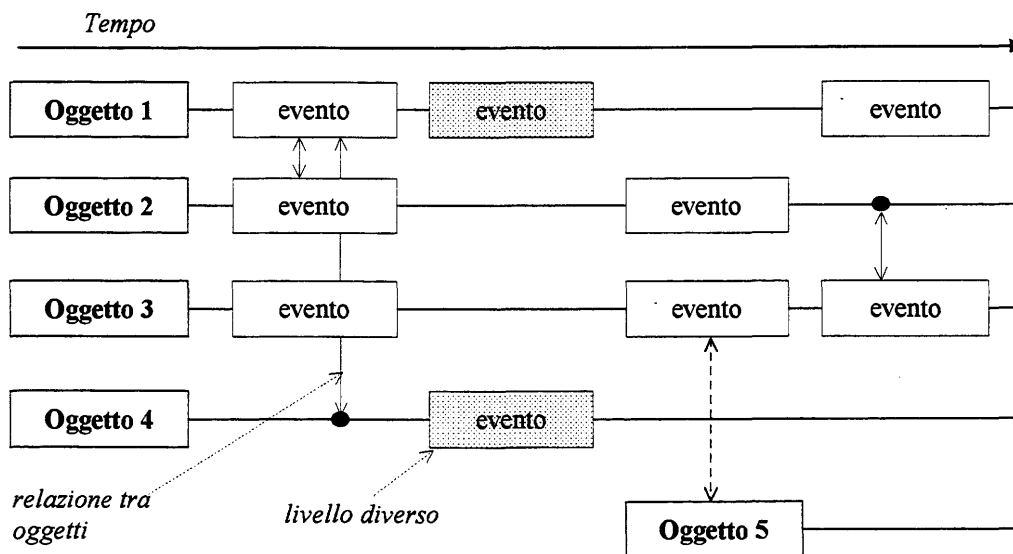 Tempo
Oggetto 1 evento evento evento
Oggetto 2 evento evento
Oggetto 3 evento evento evento
Oggetto 4 evento
relazione tra
oggetti
livello diverso
Oggetto 5